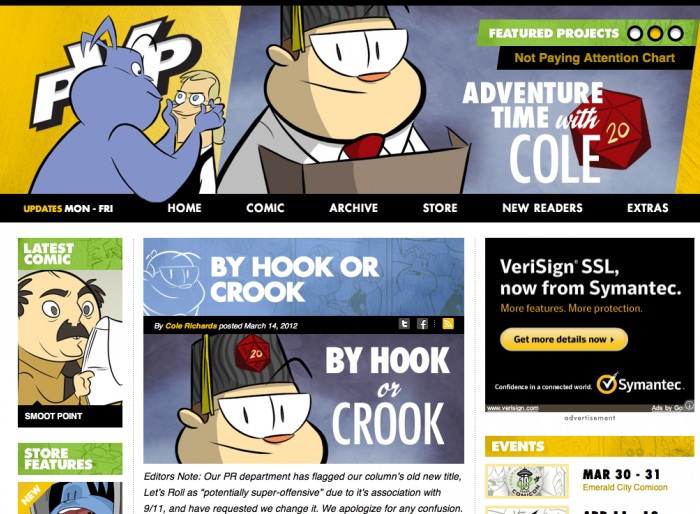 PVP
FEATURED PROJECTS
Not Paying Attention Chart
ADVENTURE
TIME with
COLE
20
UPDATES MON - FRI
HOME
COMIC
ARCHIVE
STORE
NEW READERS
EXTRAS
LATEST
COMIC
SMOOT POINT
STORE
FEATURES
NEW
BY HOOK OR
CROOK
By Cole Richards posted March 14, 2012
20
BY HOOK
or
CROOK
Editors Note: Our PR department has flagged our column's old title,
Let's Roll as "potentially super-offensive" due to it's association with
9/11, and have requested we change it. We apologize for any confusion.
VeriSign® SSL,
now from Symantec.
More features. More protection.
Get more details now ›
Confidence in a connected world.
Symantec.
www.verisign.com
Ads by Go
advertisement
EVENTS
COMICON
MAR 30 - 31
Emerald City Comicon